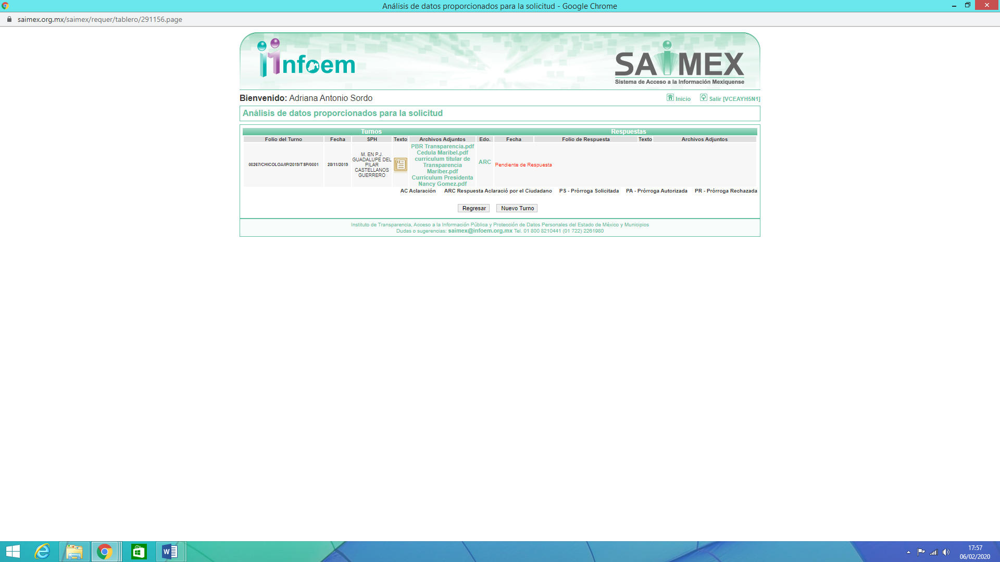 Análisis de datos proporcionados para la solicitud - Google Chrome
saimex.org.mx/saimex/requer/tablero/291156.page
infoem
SAIMEX
Sistema de Acceso a la Información Mexiquense
Bienvenido: Adriana Antonio Sordo
Inicio
Salir [VCEAYH5N1]
Análisis de datos proporcionados para la solicitud
Turnos
Respuestas
Folio del Turno
Fecha
SPH
Texto
Archivos Adjuntos
Edo.
Fecha
Folio de Respuesta
Texto
Archivos Adjuntos
00267/CHICOLOA/IP/2019/TSP/0001
28/11/2019
M. EN P.J.
GUADALUPE DEL
PILAR
CASTELLANOS
GUERRERO
PBR Transparencia.pdf
Cedula Maribel.pdf
curriculum titular de
Transparencia
Mariber.pdf
Curriculum Presidenta
Nancy Gomez.pdf
ARC
Pendiente de Respuesta
AC Aclaración
ARC Respuesta Aclaració por el Ciudadano
PS - Prórroga Solicitada
PA - Prórroga Autorizada
PR - Prórroga Rechazada
Regresar
Nuevo Turno
Instituto de Transparencia, Acceso a la Información Pública y Protección de Datos Personales del Estado de México y Municipios
Dudas o sugerencias: saimex@infoem.org.mx Tel. 01 800 8210441 (01 722) 2261980
17:57
06/02/2020